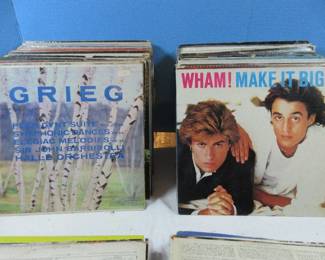 GRIEG
PEER GYNT SUITE
SYMPHONIC DANCES
ELEGIAC MELODIES
SIR JOHN BARBIROLLI
HALLÉ ORCHESTRA
WHAM! MAKE IT BIG